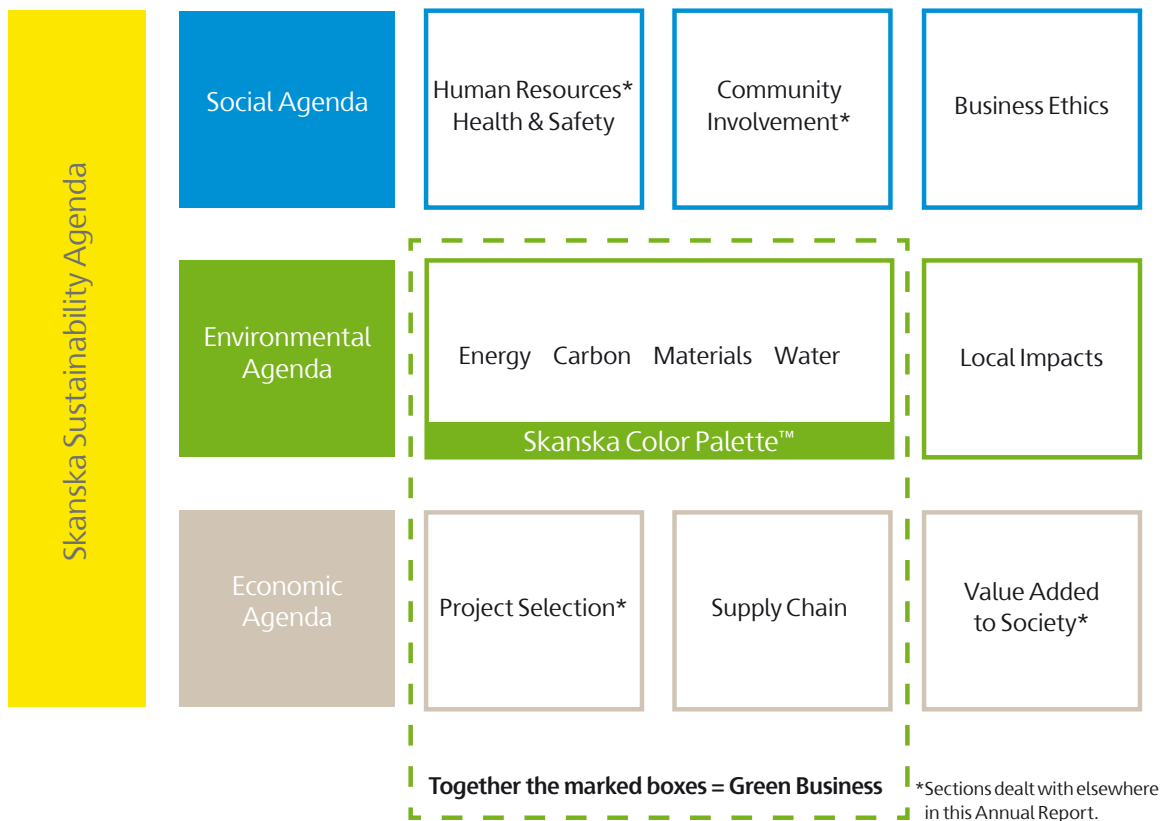 Skanska Sustainability Agenda
Social Agenda
Human Resources*
Health & Safety
Community
Involvement*
Business Ethics
Environmental
Agenda
Energy Carbon Materials Water
Skanska Color Palette™
Local Impacts
Economic
Agenda
Project Selection*
Supply Chain
Value Added
to Society*
Together the marked boxes = Green Business
*Sections dealt with elsewhere
in this Annual Report.